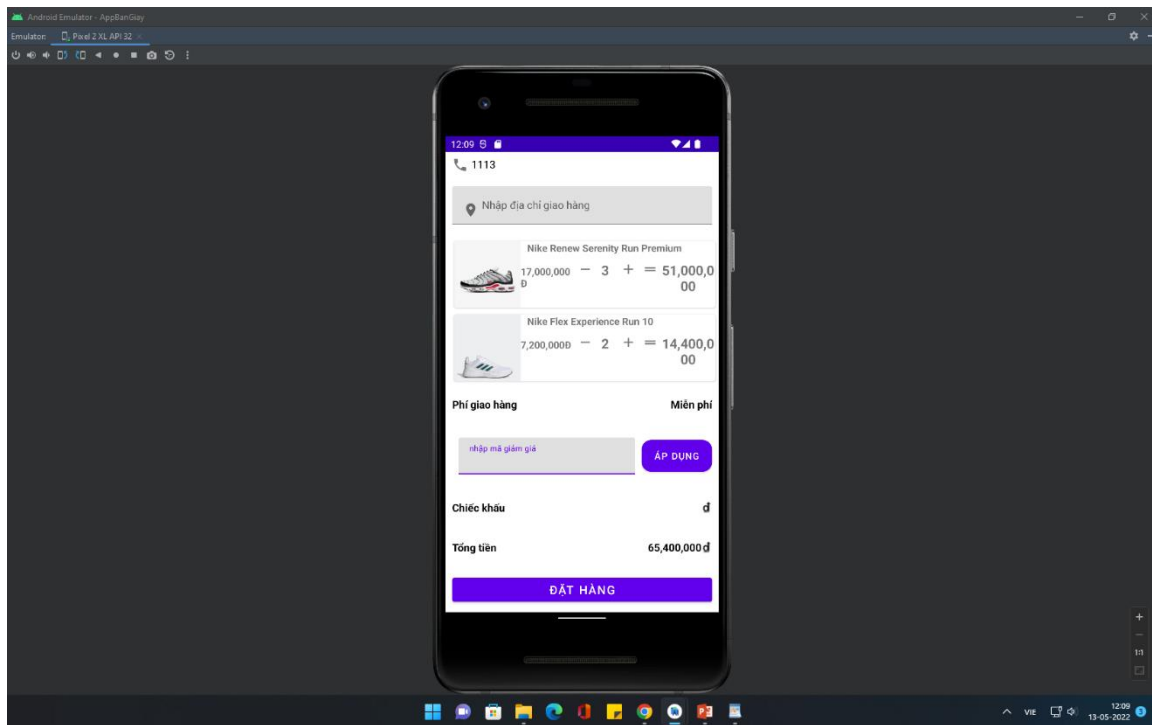 Android Emulator - AppBanGiay
Emulator: Pixel 2 XL API 32
12:09
1113
Nhập địa chỉ giao hàng
Nike Renew Serenity Run Premium
17,000,000 − 3 + = 51,000,0
Đ 00
Nike Flex Experience Run 10
7,200,000Đ − 2 + = 14,400,0
00
Phí giao hàng Miễn phí
nhập mã giảm giá
ÁP DỤNG
Chiếc khấu đ
Tổng tiền 65,400,000 đ
ĐẶT HÀNG
1:1
VIE
12:09
13-05-2022
3